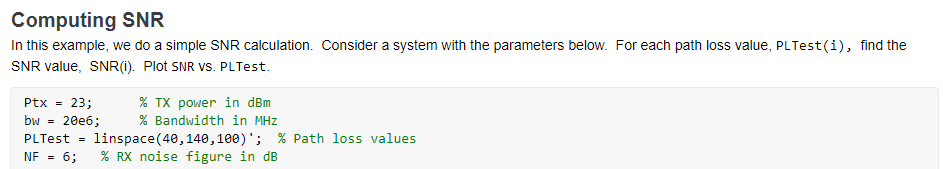 Computing SNR
In this example, we do a simple SNR calculation.  Consider a system with the parameters below.  For each path loss value, PLTest(i), find the
SNR value,  SNR(i).  Plot SNR vs. PLTest.
Ptx = 23;      % TX power in dBm
bw = 20e6;     % Bandwidth in MHz
PLTest = linspace(40,140,100)';  % Path loss values
NF = 6;   % RX noise figure in dB